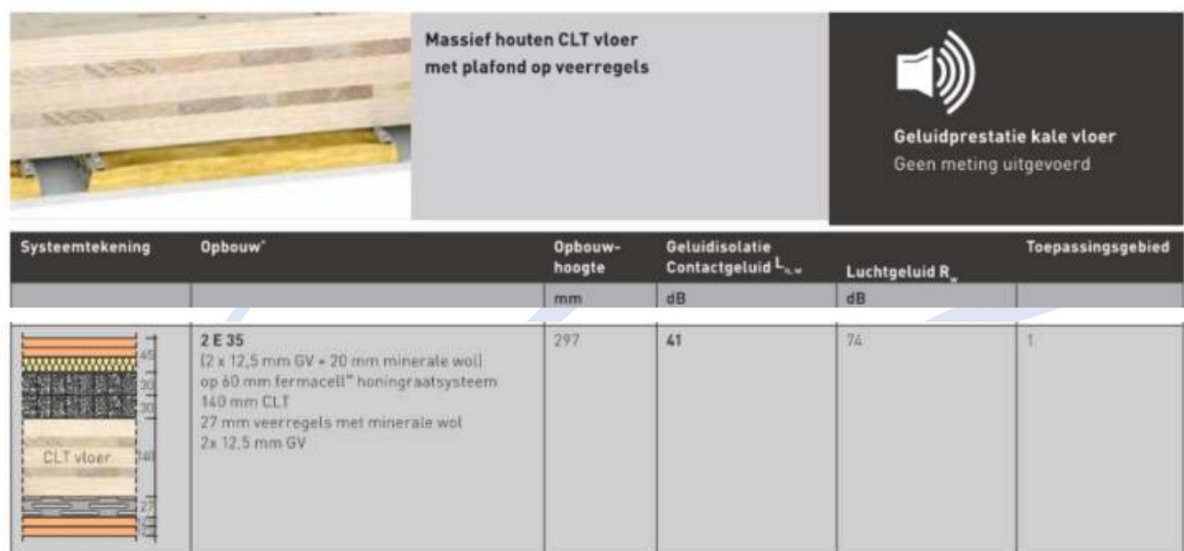 Massief houten CLT vloer
met plafond op veerregels
Geluidprestatie kale vloer
Geen meting uitgevoerd
Systeemtekening
Opbouw*
Opbouw-
hoogte
Geluidisolatie
Contactgeluid Ln,w
Luchtgeluid Rw
Toepassingsgebied
mm
dB
dB
2 E 35
(2 x 12,5 mm GV + 20 mm minerale wol)
op 60 mm fermacell™ honingraatsysteem
140 mm CLT
27 mm veerregels met minerale wol
2x 12,5 mm GV
297
41
74
1
45
30
30
CLT vloer
140
27